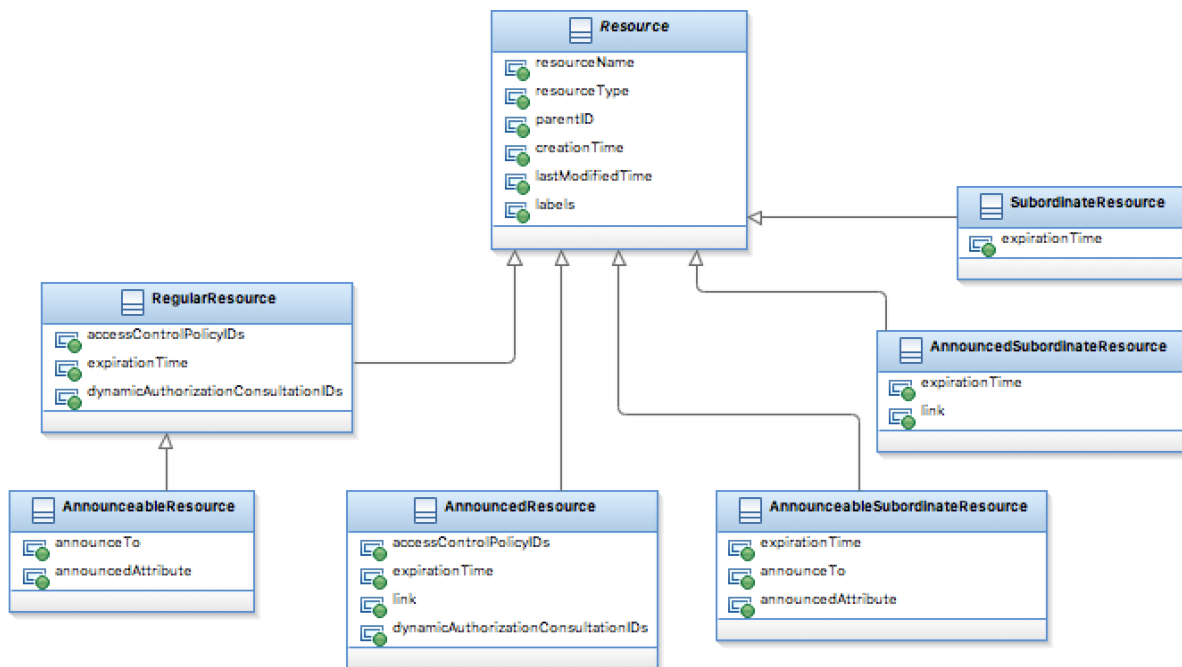 Resource
resourceName
resourceType
parentID
creationTime
lastModifiedTime
labels
SubordinateResource
expirationTime
RegularResource
accessControlPolicyIDs
expirationTime
dynamicAuthorizationConsultationIDs
AnnouncedSubordinateResource
expirationTime
link
AnnounceableResource
announceTo
announcedAttribute
AnnouncedResource
accessControlPolicyIDs
expirationTime
link
dynamicAuthorizationConsultationIDs
AnnounceableSubordinateResource
expirationTime
announceTo
announcedAttribute